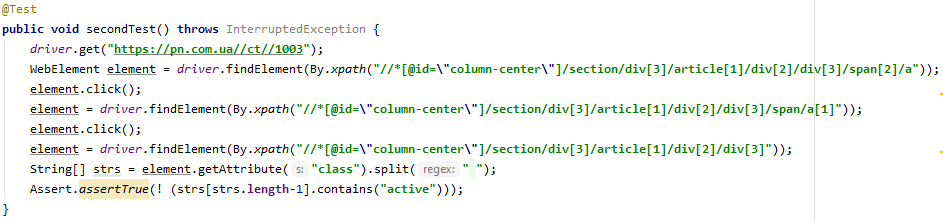 @Test
public void secondTest() throws InterruptedException {
driver.get("https://pn.com.ua//ct//1003");
WebElement element = driver.findElement(By.xpath("//*[@id=\"column-center\"]/section/div[3]/article[1]/div[2]/div[3]/span[2]/a"));
element.click();
element = driver.findElement(By.xpath("//*[@id=\"column-center\"]/section/div[3]/article[1]/div[2]/div[3]/span/a[1]"));
element.click();
element = driver.findElement(By.xpath("//*[@id=\"column-center\"]/section/div[3]/article[1]/div[2]/div[3]"));
String[] strs = element.getAttribute( s: "class").split( regex: " ");
Assert.assertTrue(! (strs[strs.length-1].contains("active")));
}